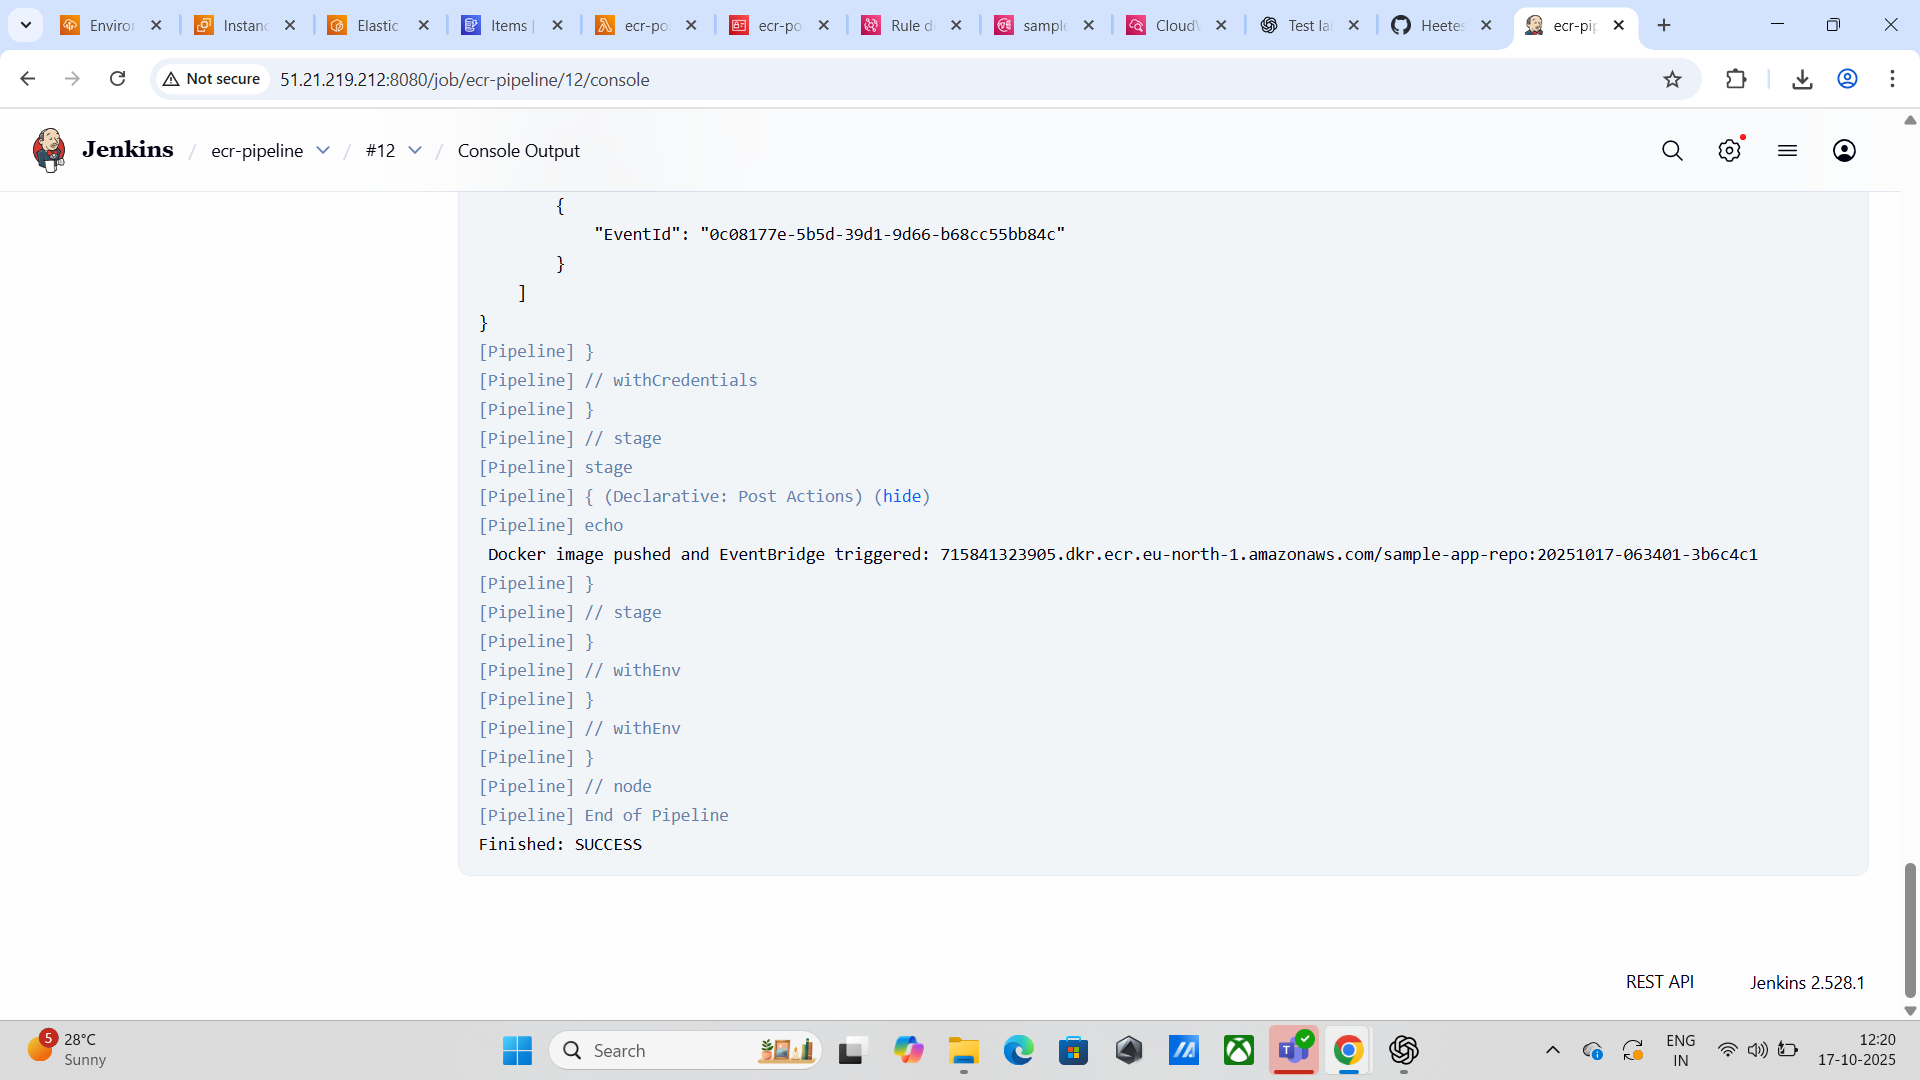 Enviror
Instanc
Elastic
Items |
ecr-po
ecr-po
Rule d
sample
Cloud
Test la
Heetes
ecr-pip
Not secure
51.21.219.212:8080/job/ecr-pipeline/12/console
Jenkins / ecr-pipeline / #12 / Console Output
{
"EventId": "0c08177e-5b5d-39d1-9d66-b68cc55bb84c"
}
]
}
[Pipeline] }
[Pipeline] // withCredentials
[Pipeline] }
[Pipeline] // stage
[Pipeline] stage
[Pipeline] { (Declarative: Post Actions) (hide)
[Pipeline] echo
Docker image pushed and EventBridge triggered: 715841323905.dkr.ecr.eu-north-1.amazonaws.com/sample-app-repo:20251017-063401-3b6c4c1
[Pipeline] }
[Pipeline] // stage
[Pipeline] }
[Pipeline] // withEnv
[Pipeline] }
[Pipeline] // withEnv
[Pipeline] }
[Pipeline] // node
[Pipeline] End of Pipeline
Finished: SUCCESS
REST API
Jenkins 2.528.1
5
28°C
Sunny
Search
ENG
IN
12:20
17-10-2025